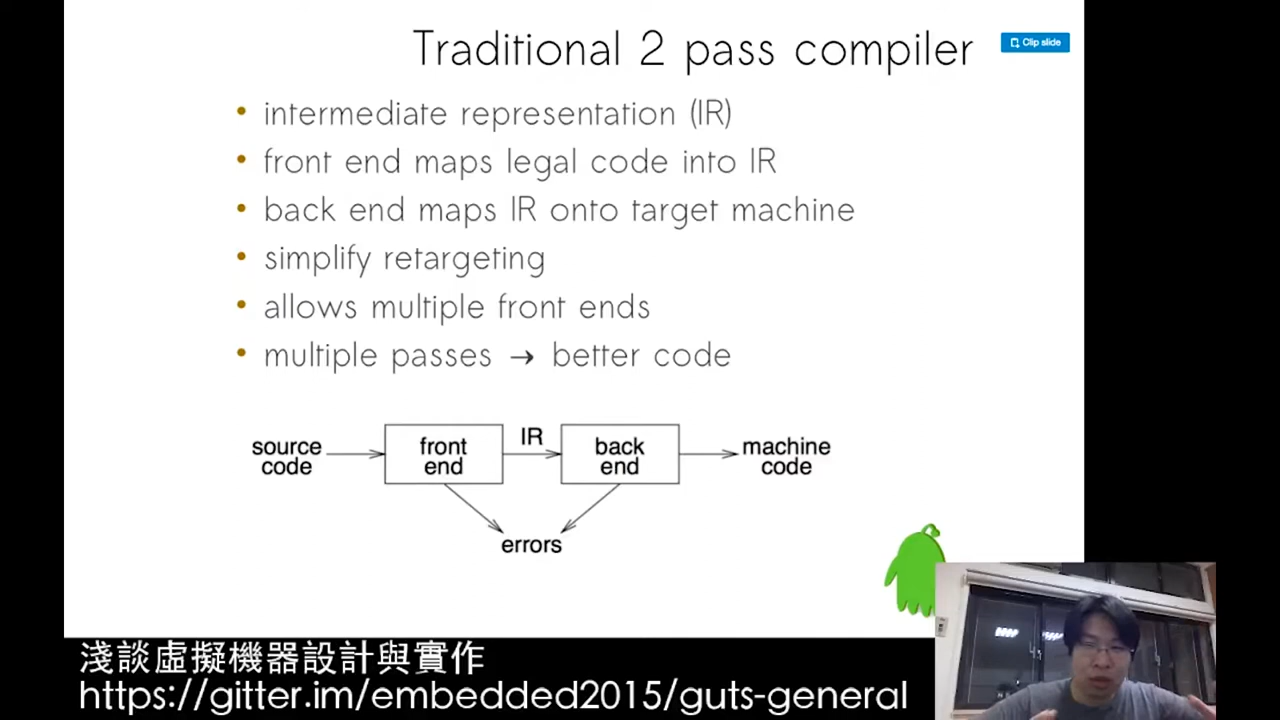 Traditional 2 pass compiler
Clip slide
• intermediate representation (IR)
• front end maps legal code into IR
• back end maps IR onto target machine
• simplify retargeting
• allows multiple front ends
• multiple passes → better code
source code
front end
IR
back end
machine code
errors
淺談虛擬機器設計與實作
https://gitter.im/embedded2015/guts-general